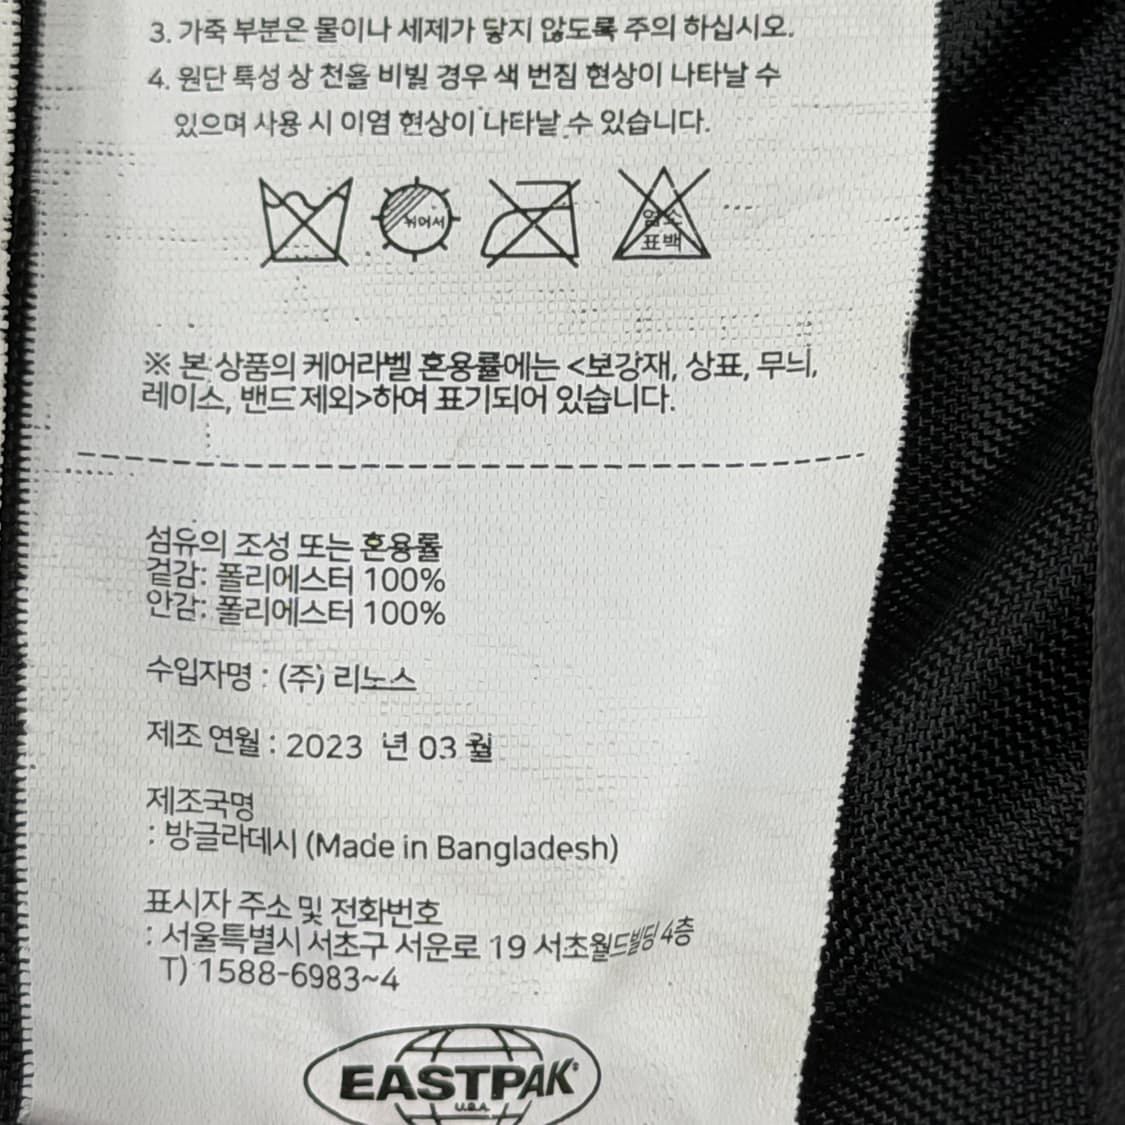 3. 가죽 부분은 물이나 세제가 닿지 않도록 주의 하십시오.
4. 원단 특성 상 천을 비빌 경우 색 번짐 현상이 나타날 수
있으며 사용 시 이염 현상이 나타날 수 있습니다.
뉘어서
염소
표백
※ 본 상품의 케어라벨 혼용률에는 <보강재, 상표, 무늬,
레이스, 밴드 제외>하여 표기되어 있습니다.
섬유의 조성 또는 혼용률
겉감: 폴리에스터 100%
안감: 폴리에스터 100%
수입자명 : (주) 리노스
제조 연월 : 2023 년 03 월
제조국명
: 방글라데시 (Made in Bangladesh)
표시자 주소 및 전화번호
: 서울특별시 서초구 서운로 19 서초월드빌딩 4층
T) 1588-6983~4
EASTPAK®
U.S.A.